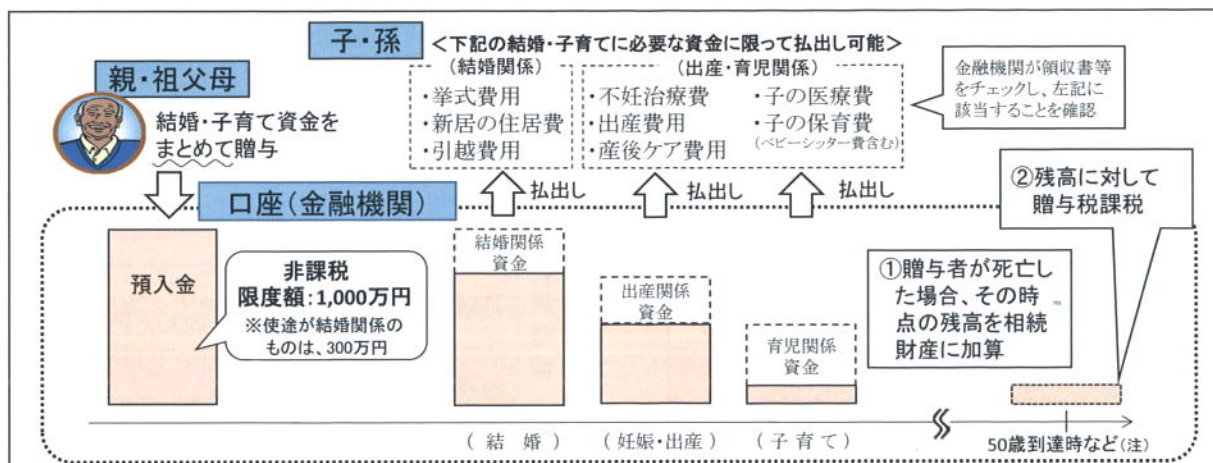 子・孫
<下記の結婚・子育てに必要な資金に限って払出し可能>
親・祖父母
結婚・子育て資金を
まとめて贈与
(結婚関係)
・挙式費用
・新居の住居費
・引越費用
(出産・育児関係)
・不妊治療費
・出産費用
・産後ケア費用
・子の医療費
・子の保育費
(ベビーシッター費含む)
金融機関が領収書等
をチェックし、左記に
該当することを確認
口座(金融機関)
払出し
払出し
払出し
②残高に対して
贈与税課税
預入金
非課税
限度額:1,000万円
※使途が結婚関係の
ものは、300万円
結婚関係
資金
出産関係
資金
育児関係
資金
①贈与者が死亡し
た場合、その時
点の残高を相続
財産に加算
(結婚)
(妊娠・出産)
(子育て)
50歳到達時など(注)